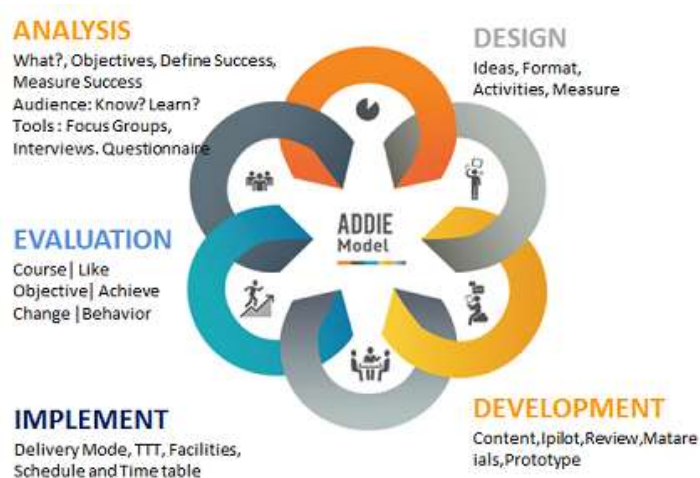 ANALYSIS
What?, Objectives, Define Success,
Measure Success
Audience: Know? Learn?
Tools : Focus Groups,
Interviews. Questionnaire
DESIGN
Ideas, Format,
Activities, Measure
ADDIE
Model
EVALUATION
Course| Like
Objective| Achieve
Change |Behavior
IMPLEMENT
Delivery Mode, TTT, Facilities,
Schedule and Time table
DEVELOPMENT
Content,Ipilot,Review,Matare
ials,Prototype